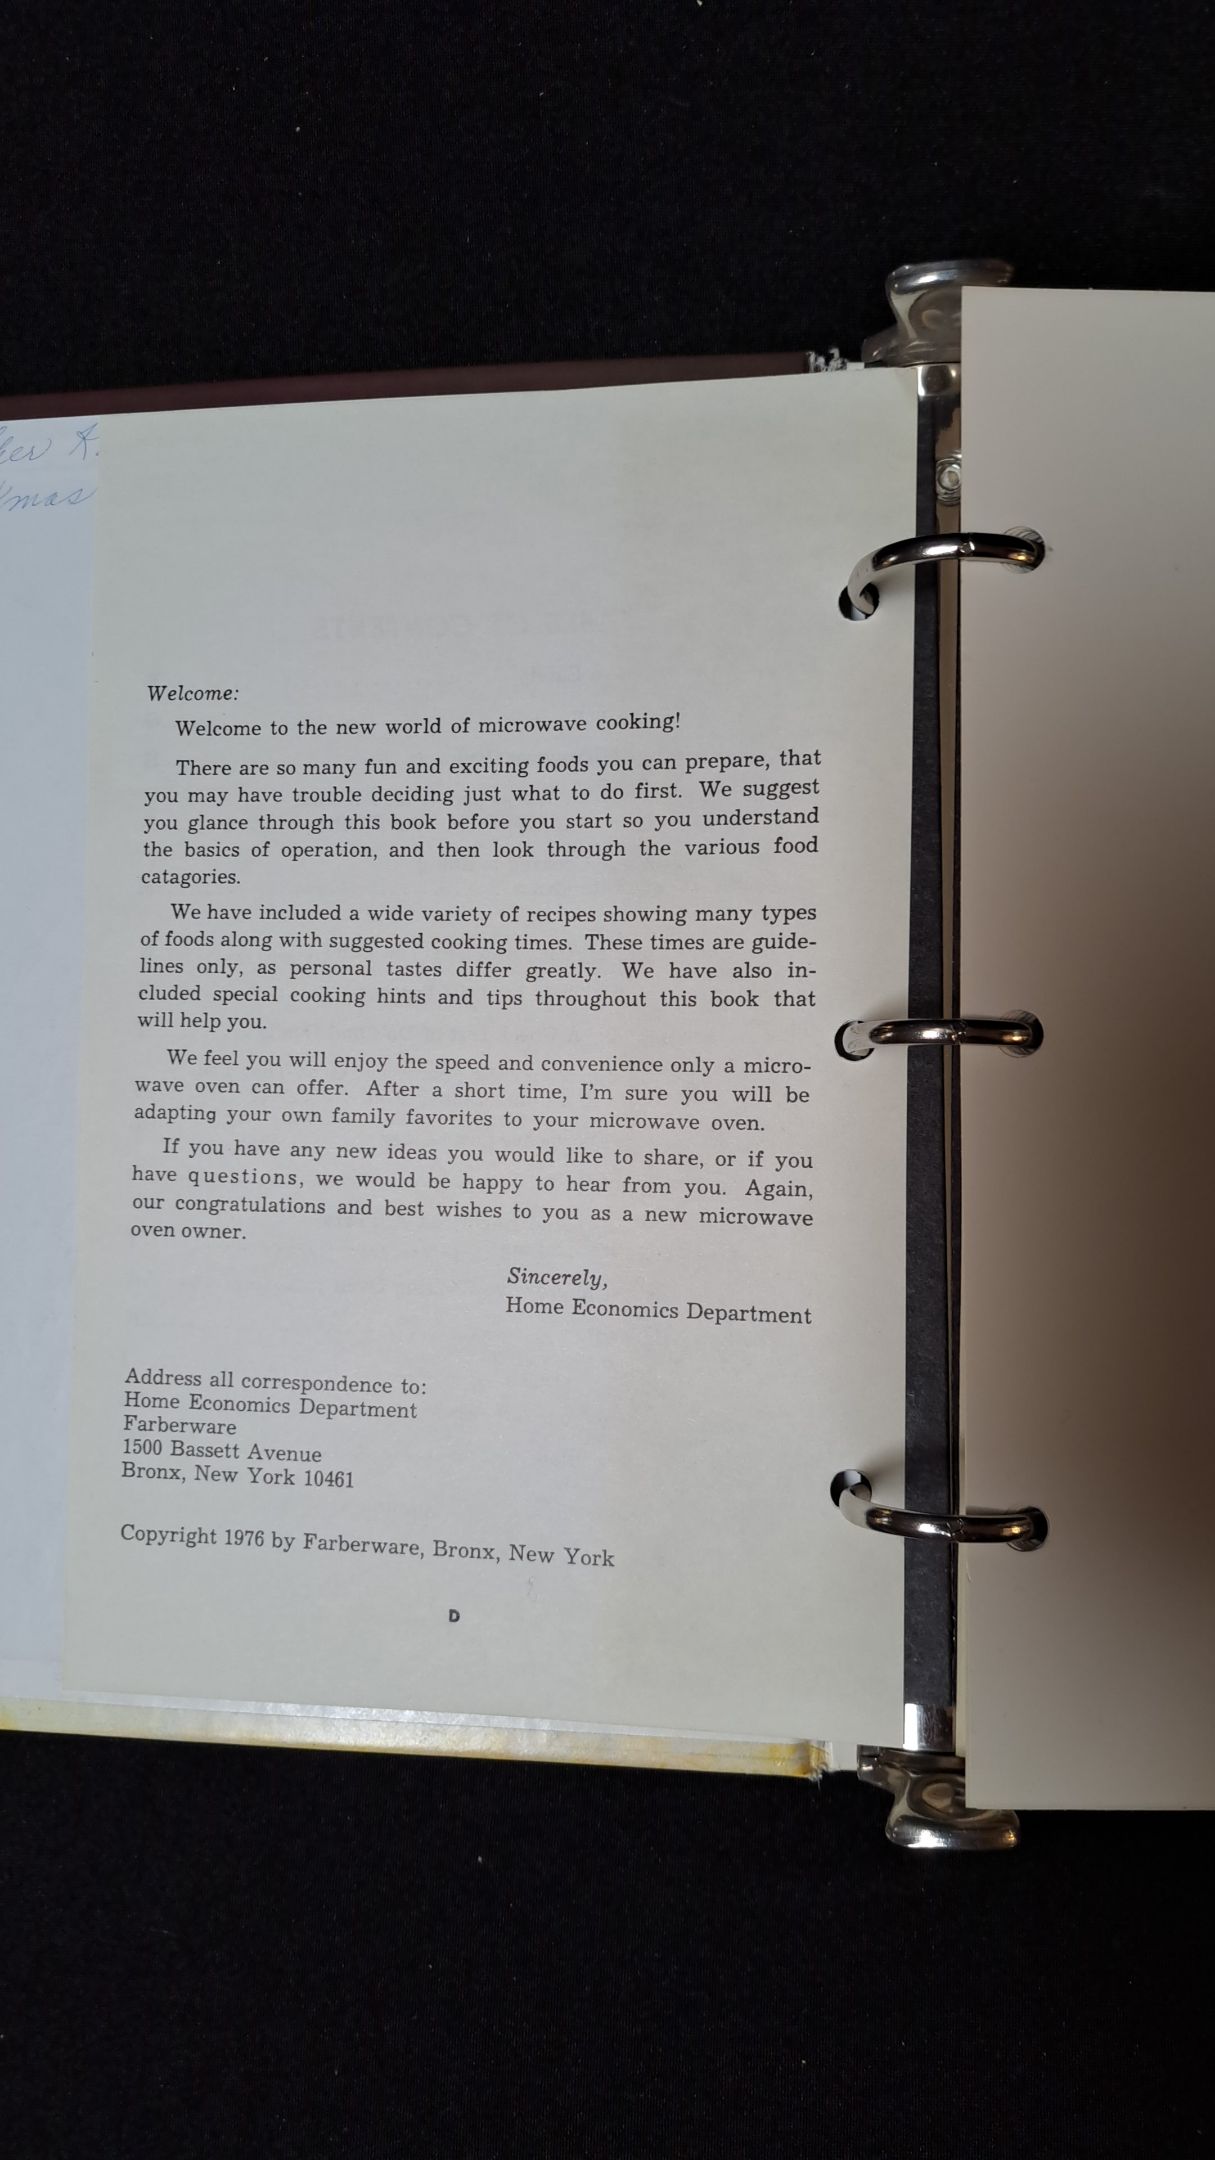 Welcome:
Welcome to the new world of microwave cooking!
There are so many fun and exciting foods you can prepare, that
you may have trouble deciding just what to do first. We suggest
you glance through this book before you start so you understand
the basics of operation, and then look through the various food
catagories.
We have included a wide variety of recipes showing many types
of foods along with suggested cooking times. These times are guide-
lines only, as personal tastes differ greatly. We have also in-
cluded special cooking hints and tips throughout this book that
will help you.
We feel you will enjoy the speed and convenience only a micro-
wave oven can offer. After a short time, I'm sure you will be
adapting your own family favorites to your microwave oven.
If you have any new ideas you would like to share, or if you
have questions, we would be happy to hear from you. Again,
our congratulations and best wishes to you as a new microwave
oven owner.
Sincerely,
Home Economics Department
Address all correspondence to:
Home Economics Department
Farberware
1500 Bassett Avenue
Bronx, New York 10461
Copyright 1976 by Farberware, Bronx, New York
D